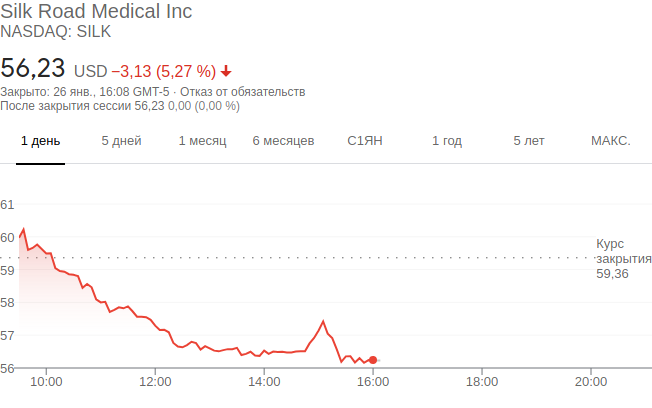 Silk Road Medical Inc
NASDAQ: SILK
56,23 USD −3,13 (5,27 %)
Закрыто: 26 янв., 16:08 GMT-5 · Отказ от обязательств
После закрытия сессии 56,23 0,00 (0,00 %)
1 день 5 дней 1 месяц 6 месяцев С1ЯН 1 год 5 лет МАКС.
61
60
Курс
закрытия
59,36
59
58
57
56
10:00 12:00 14:00 16:00 18:00 20:00